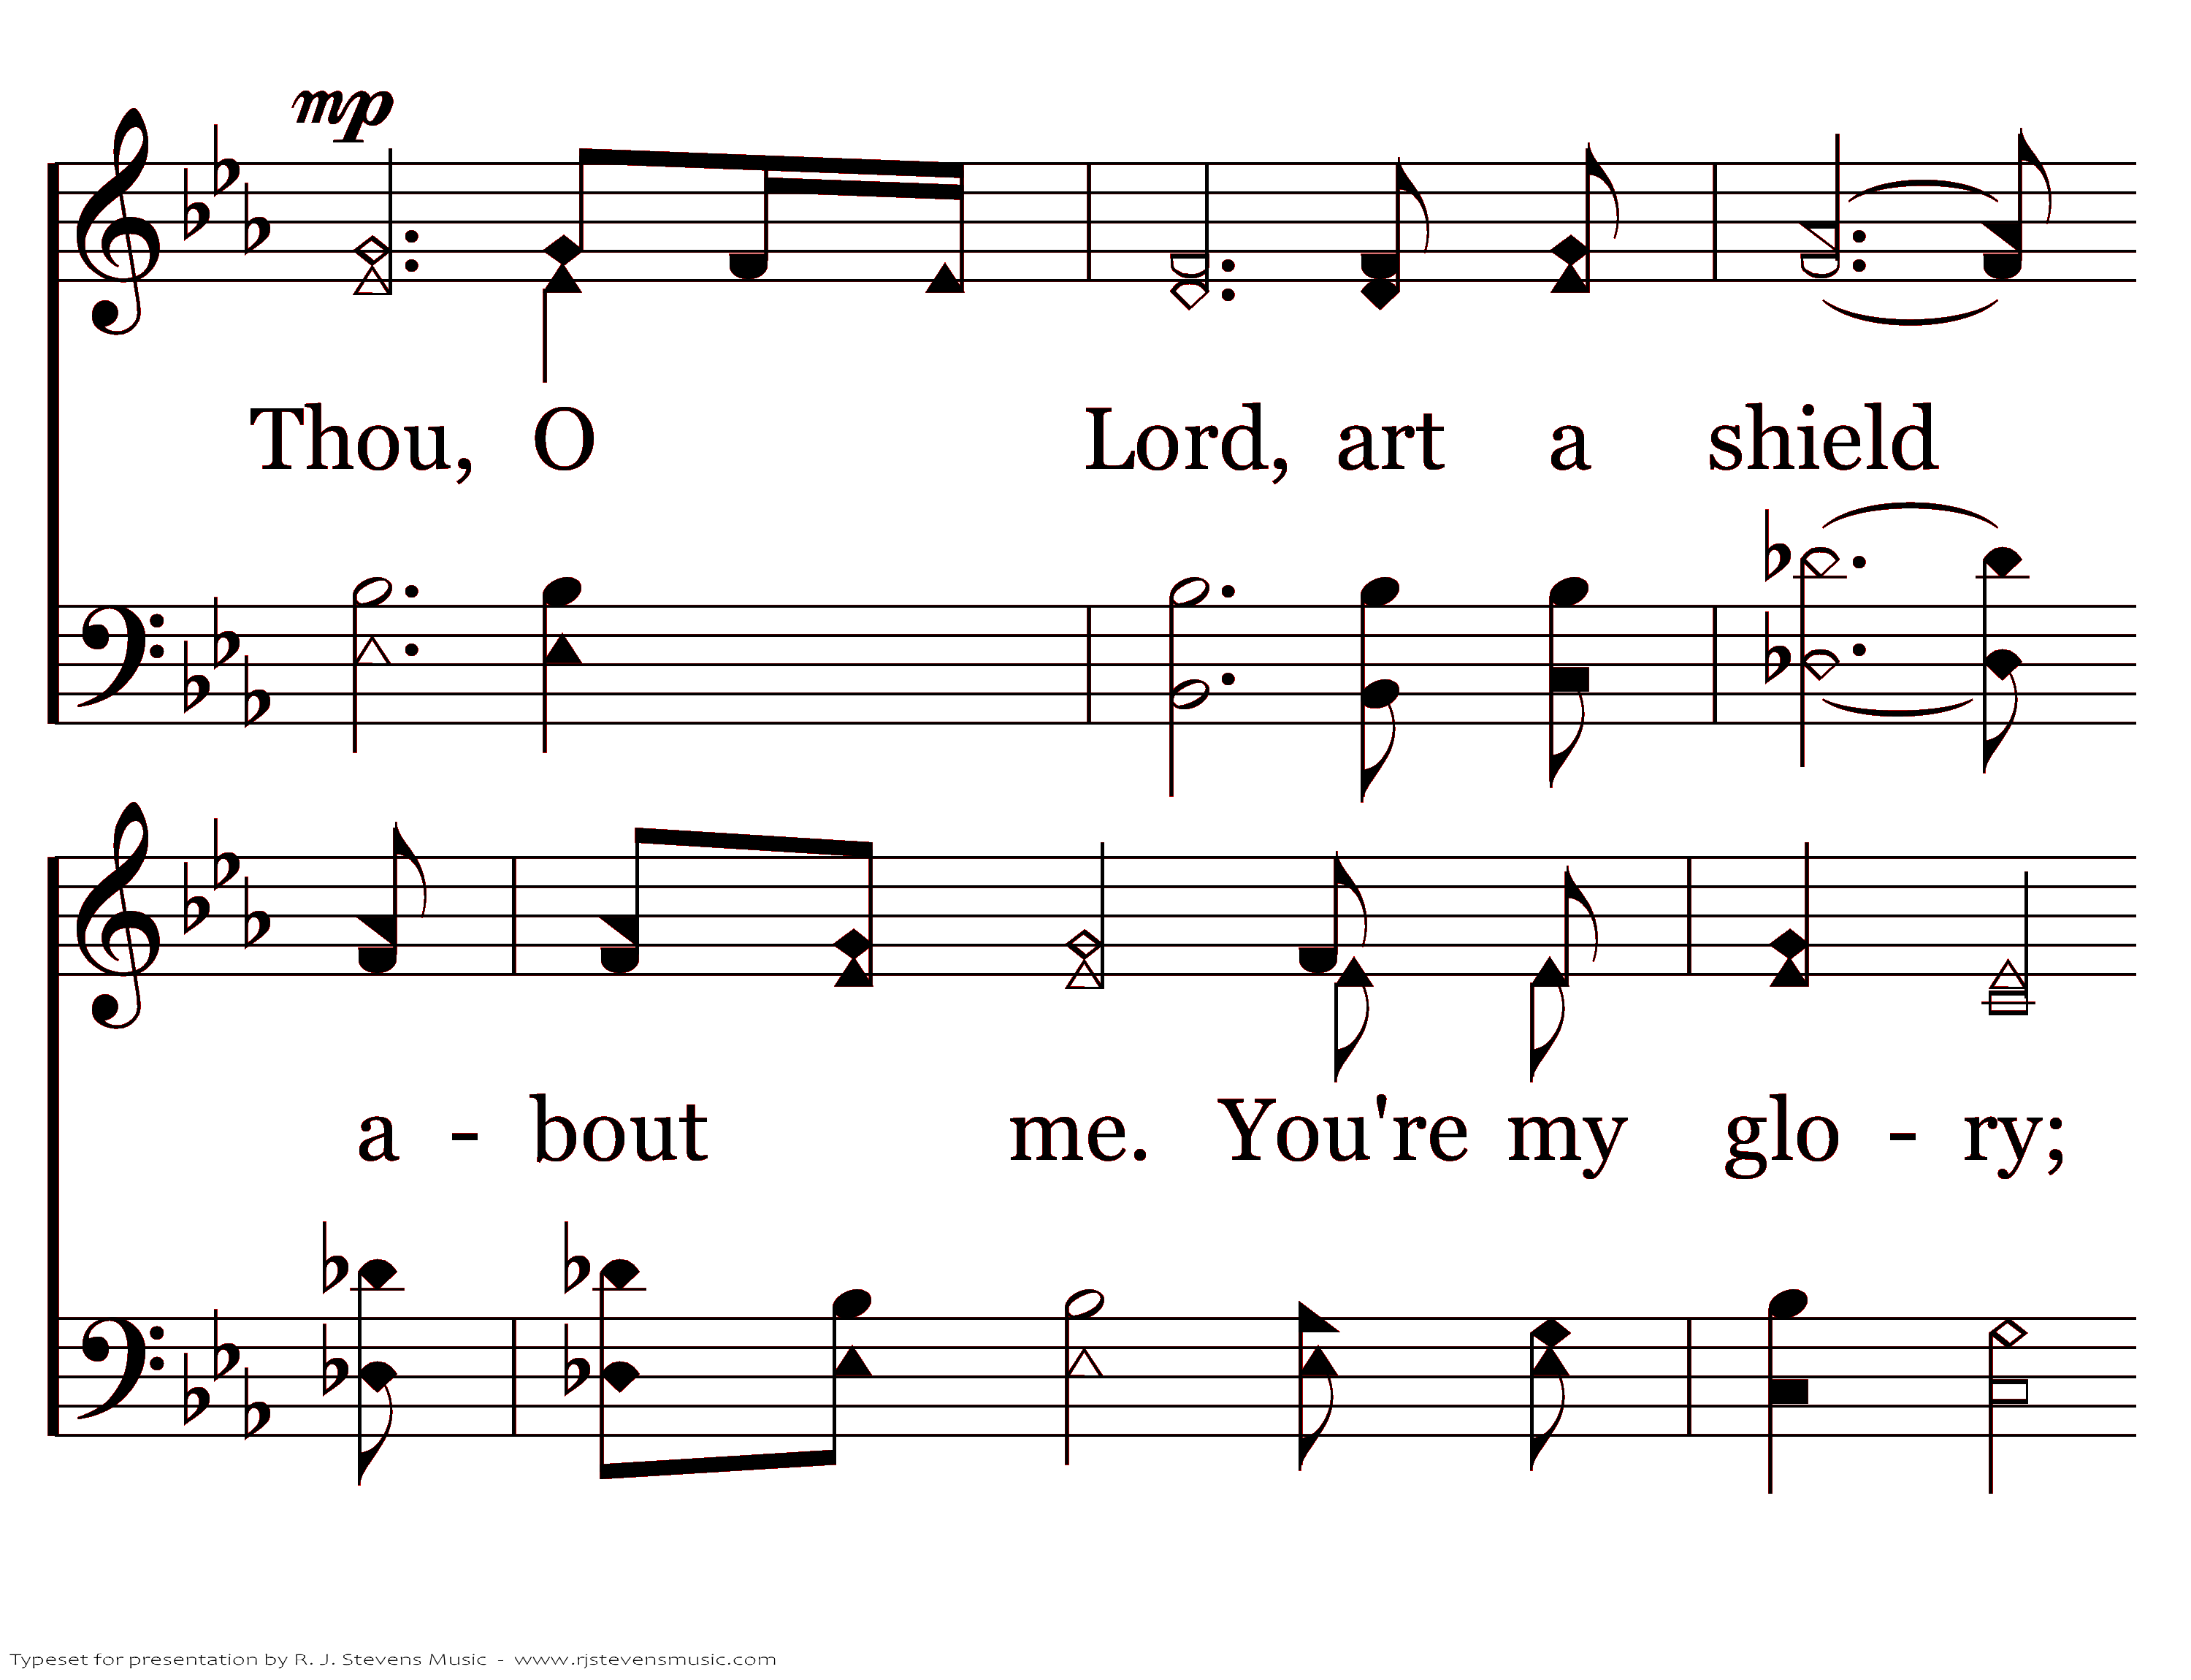 mp
Thou, O Lord, art a shield
a - bout me. You're my glo - ry;
Typeset for presentation by R. J. Stevens Music - www.rjstevensmusic.com